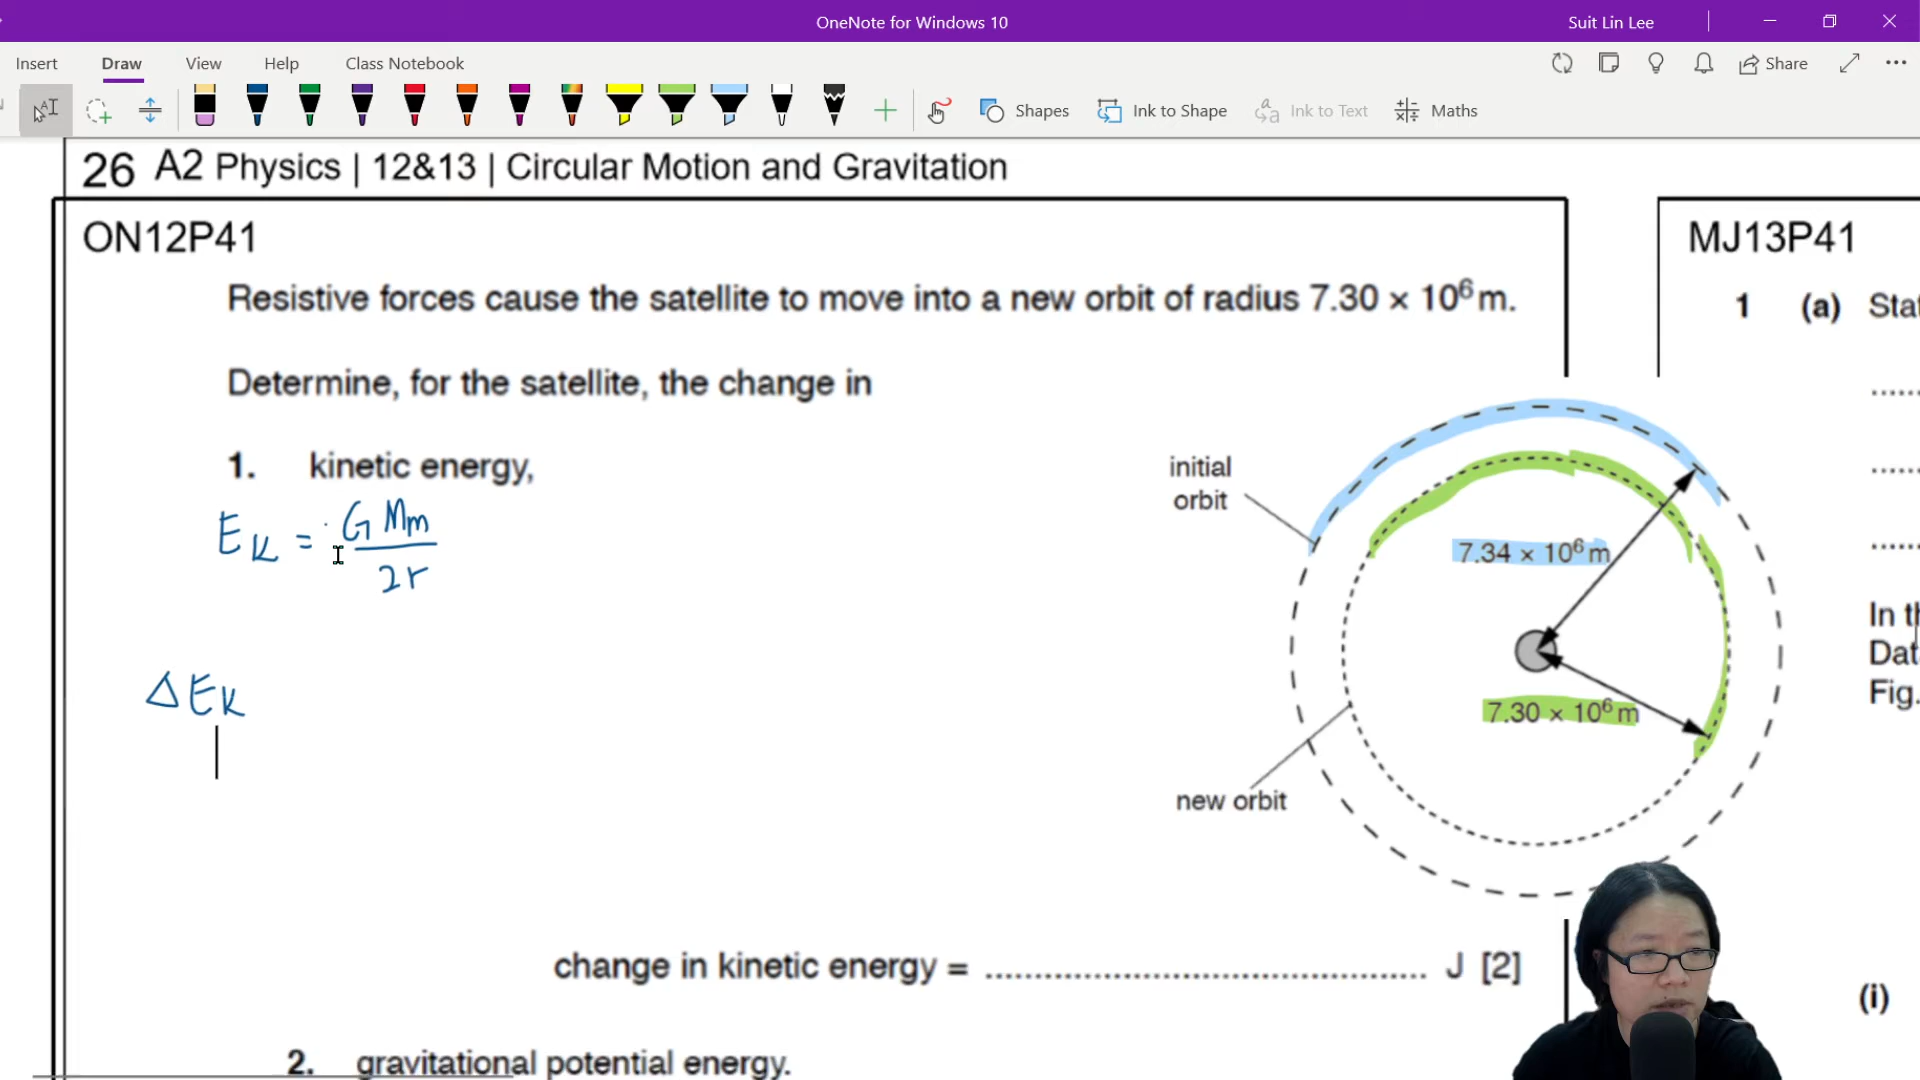 OneNote for Windows 10
Suit Lin Lee
Insert Draw View Help Class Notebook
Share
Shapes Ink to Shape Ink to Text Maths
26 A2 Physics | 12&13 | Circular Motion and Gravitation
ON12P41
Resistive forces cause the satellite to move into a new orbit of radius 7.30 × 10⁶ m.
Determine, for the satellite, the change in
1. kinetic energy,
E_K = GMm / 2r
ΔE_K
initial
orbit
7.34 × 10⁶ m
7.30 × 10⁶ m
new orbit
change in kinetic energy = ............................................ J [2]
2. gravitational potential energy.
MJ13P41
1 (a) Stat
......
......
......
In th
Dat
Fig.
(i)